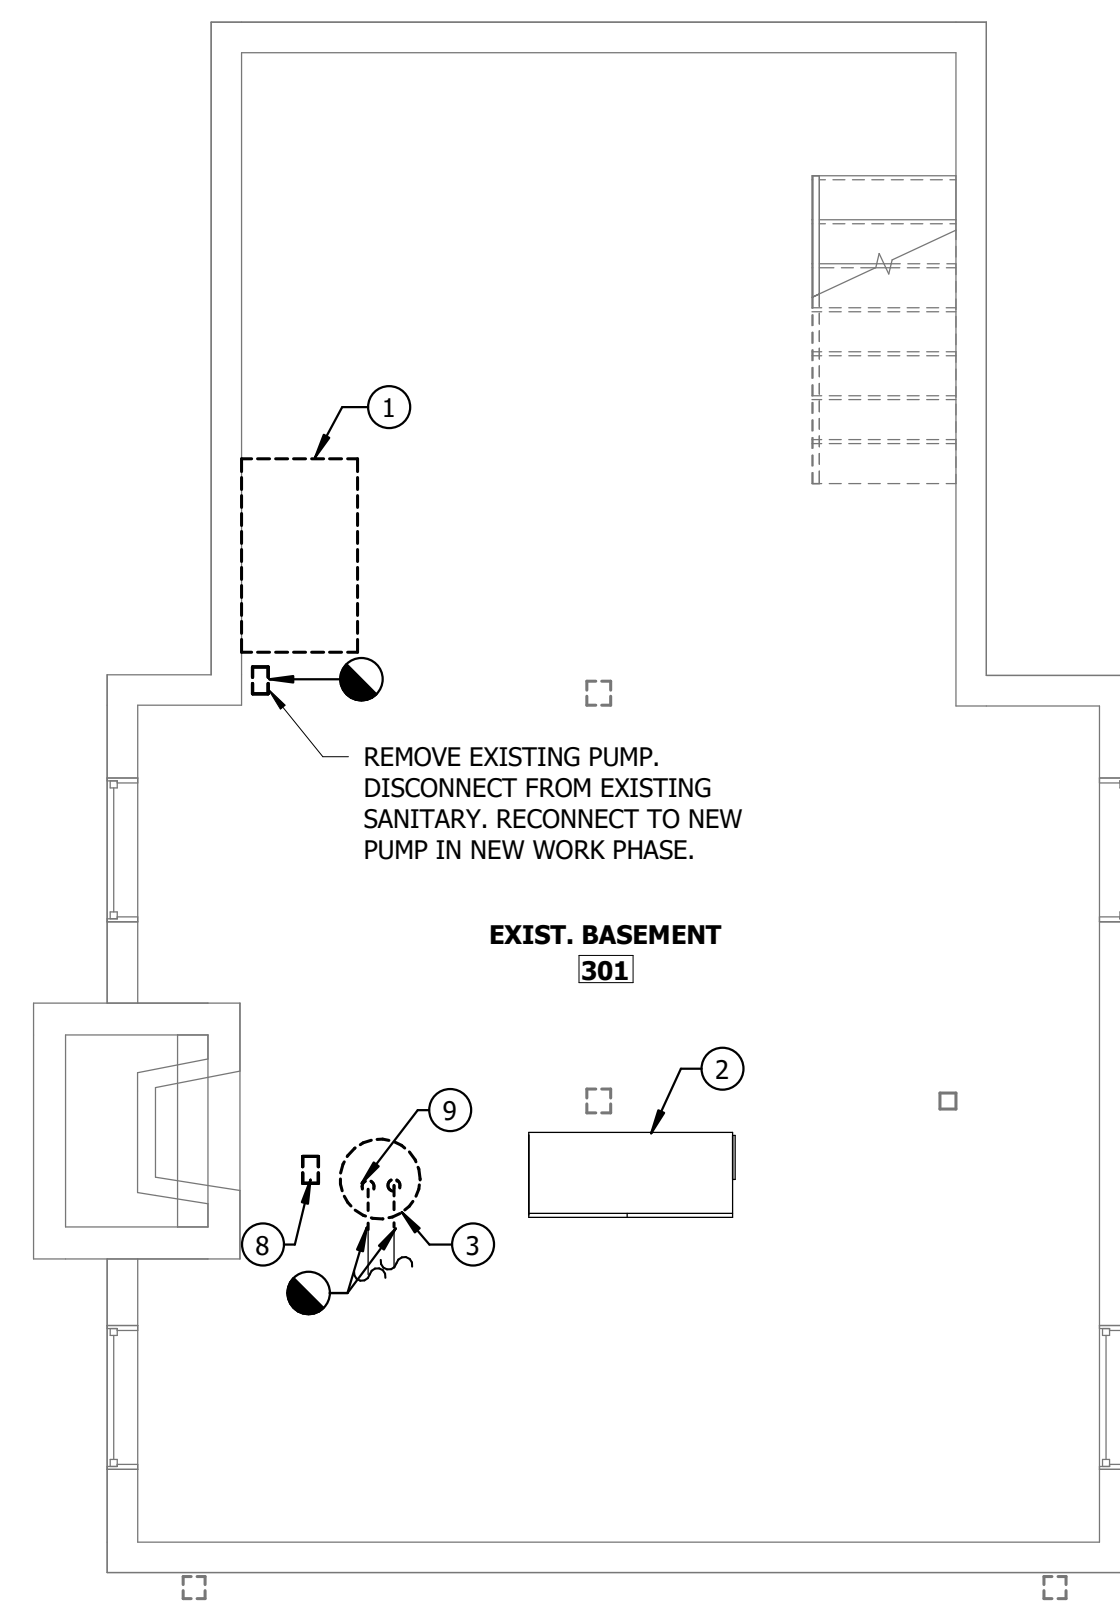 1
REMOVE EXISTING PUMP.
DISCONNECT FROM EXISTING
SANITARY. RECONNECT TO NEW
PUMP IN NEW WORK PHASE.
EXIST. BASEMENT
301
2
9
8
3